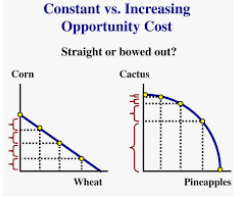 Constant vs. Increasing
Opportunity Cost
Straight or bowed out?
Corn
Cactus
Wheat
Pineapples